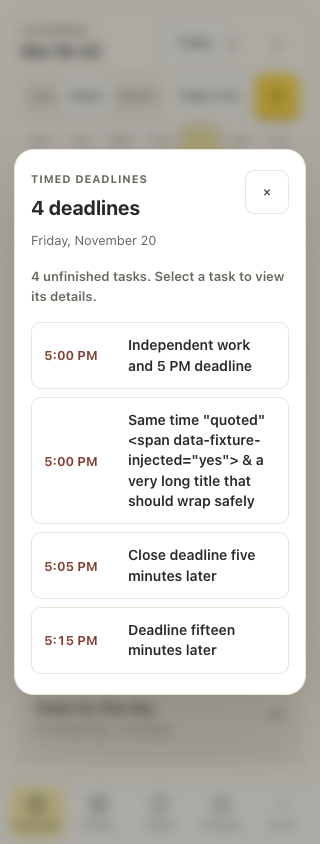 TIMED DEADLINES
4 deadlines
×
Friday, November 20
4 unfinished tasks. Select a task to view
its details.
5:00 PM
Independent work
and 5 PM deadline
5:00 PM
Same time "quoted"
<span data-fixture-
injected="yes"> & a
very long title that
should wrap safely
5:05 PM
Close deadline five
minutes later
5:15 PM
Deadline fifteen
minutes later